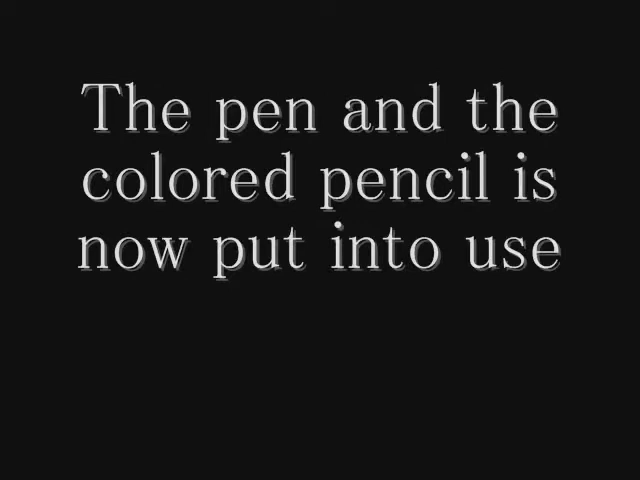 The pen and the
colored pencil is
now put into use